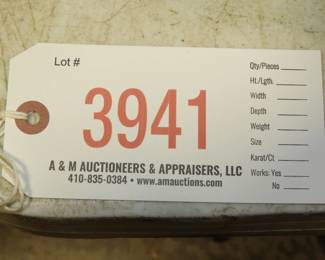 Lot #
3941
A & M AUCTIONEERS & APPRAISERS, LLC
410-835-0384 • www.amauctions.com
Qty/Pieces
Ht./Lgth.
Width
Depth
Weight
Size
Karat/Ct
Works: Yes
No